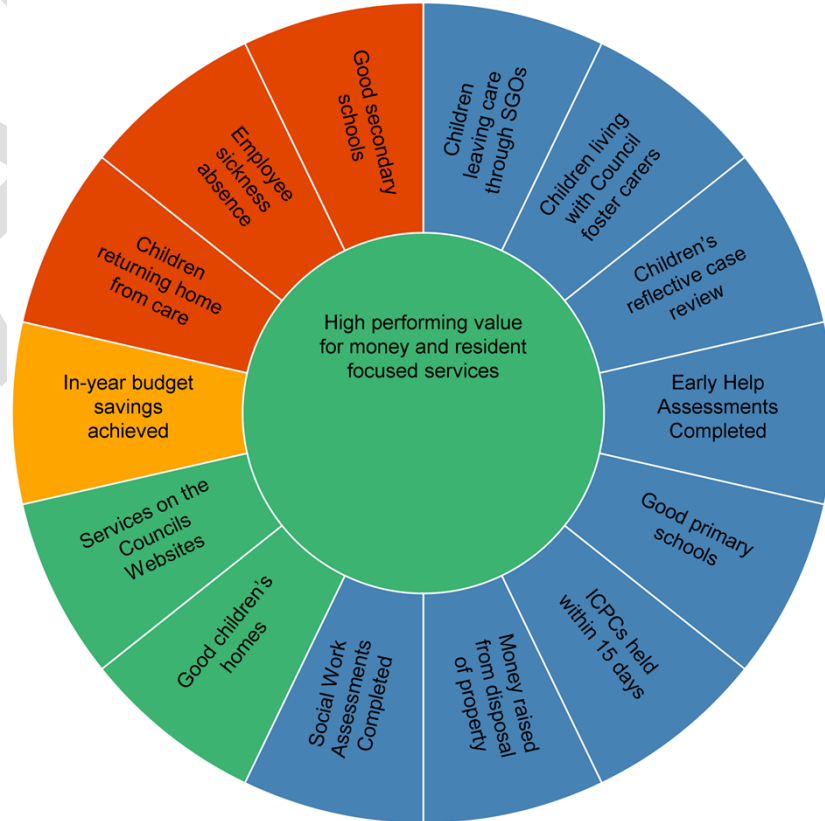 High performing value
for money and resident
focused services
Children
leaving care
through SGOs
Children living
with Council
foster carers
Children’s
reflective case
review
Early Help
Assessments
Completed
Good primary
schools
ICPCs held
within 15 days
Money raised
from disposal
of property
Social Work
Assessments
Completed
Good children’s
homes
Services on the
Councils
Websites
In-year budget
savings
achieved
Children
returning home
from care
Employee
sickness
absence
Good secondary
schools